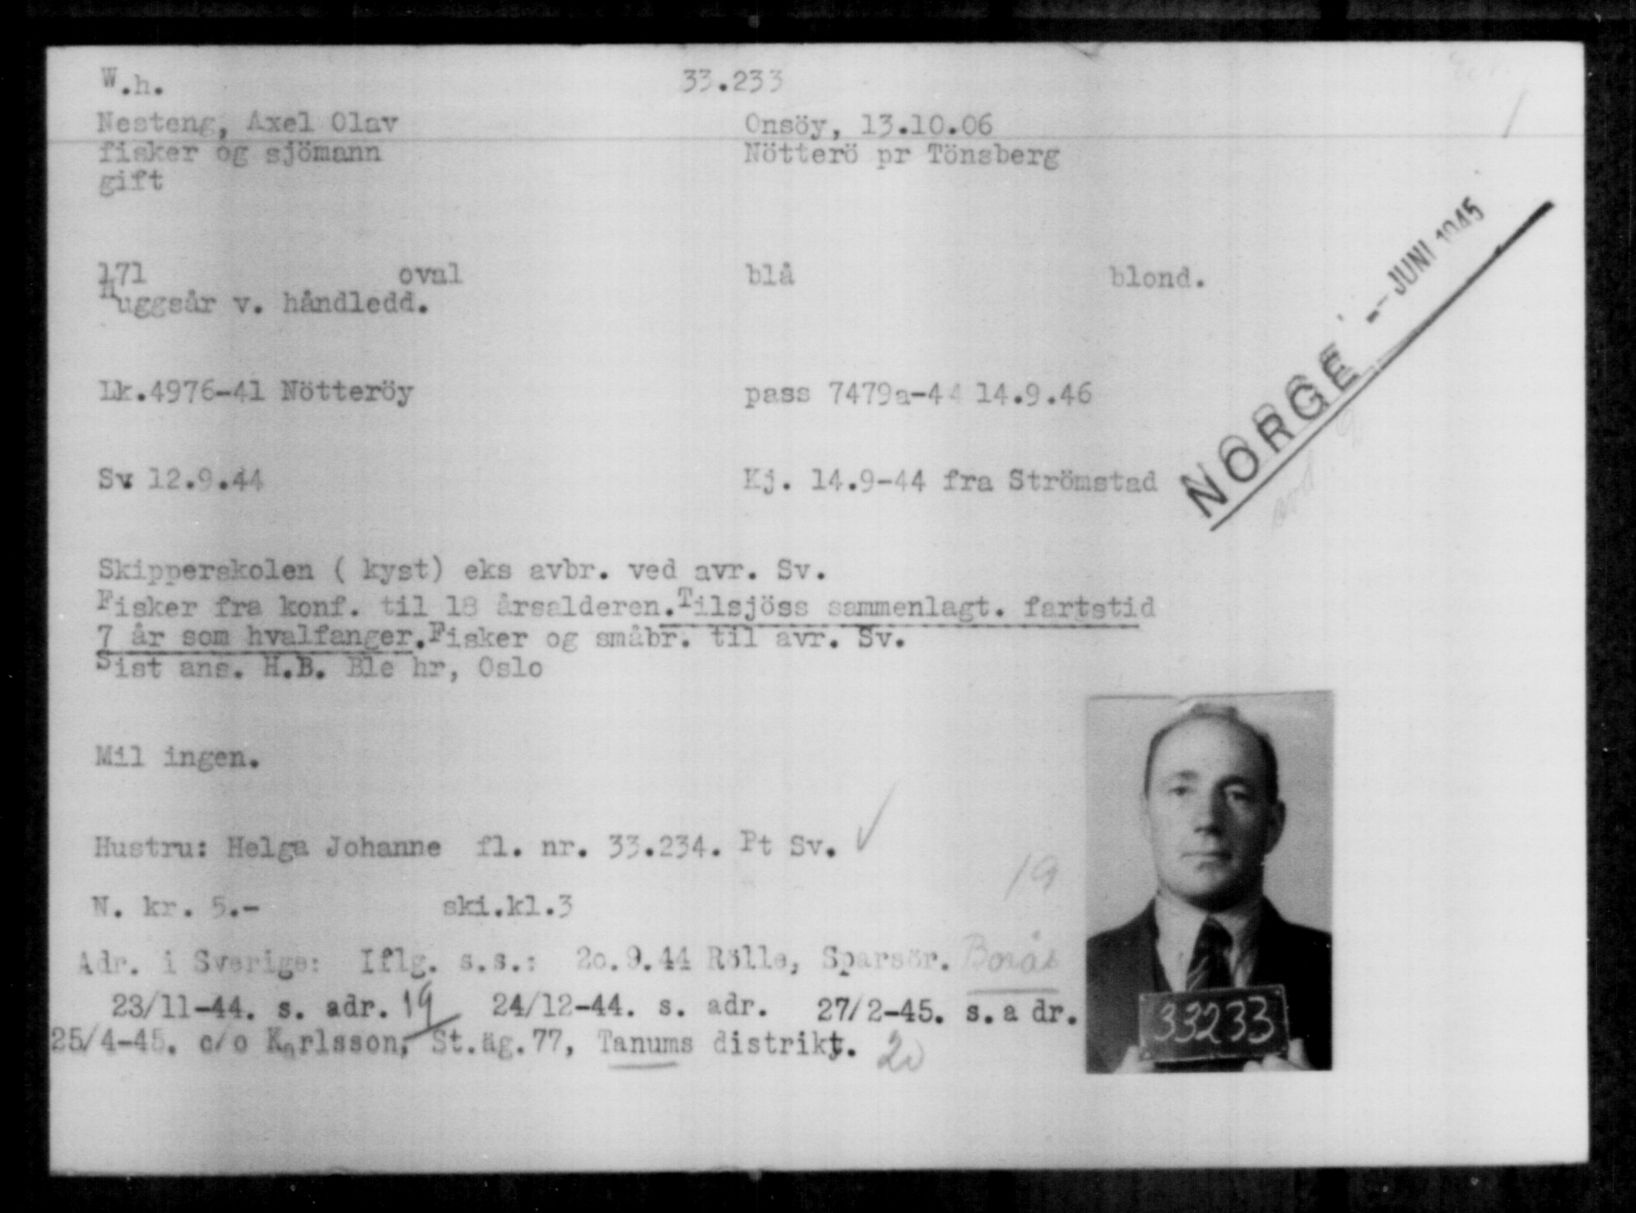 W.h. 33.233
Nesteng, Axel Olav Onsöy, 13.10.06
fisker og sjömann Nötterö pr Tönsberg
gift
171 oval blå blond.
Huggsår v. håndledd.
Lk.4976-41 Nötteröy pass 7479a-44 14.9.46
Sv 12.9.44 Kj. 14.9-44 fra Strömstad
NORGE -- JUNI 1945
Skipperskolen ( kyst) eks avbr. ved avr. Sv.
Fisker fra konf. til 18 årsalderen.Tilsjöss sammenlagt. fartstid
7 år som hvalfanger.Fisker og småbr. til avr. Sv.
Sist ans. H.B. Ble hr, Oslo
Mil ingen.
Hustru: Helga Johanne fl. nr. 33.234. Pt Sv. ✓
19
N. kr. 5.- ski.kl.3
Adr. i Sverige: Iflg. s.s.: 2o.9.44 Rölle, Sparsör. Borås
23/11-44. s. adr. 19 24/12-44. s. adr. 27/2-45. s.a dr.
25/4-45. c/o Karlsson, St.äg.77, Tanums distrikt. 20
33233